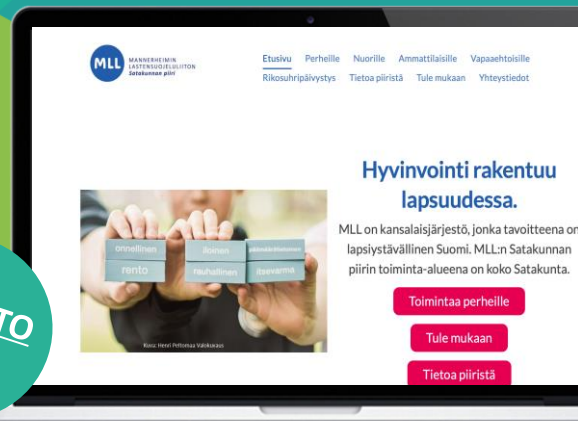 MLL
MANNERHEIMIN
LASTENSUOJELULIITON
Satakunnan piiri
Etusivu Perheille Nuorille Ammattilaisille Vapaaehtoisille
Rikosuhripäivystys Tietoa piiristä Tule mukaan Yhteystiedot
Hyvinvointi rakentuu
lapsuudessa.
MLL on kansalaisjärjestö, jonka tavoitteena on
lapsiystävällinen Suomi. MLL:n Satakunnan
piirin toiminta-alueena on koko Satakunta.
Toimintaa perheille
Tule mukaan
Tietoa piiristä
onnellinen iloinen
rento rauhallinen itsevarma
Kuva: Henri Peltomaa Valokuvaus
TO